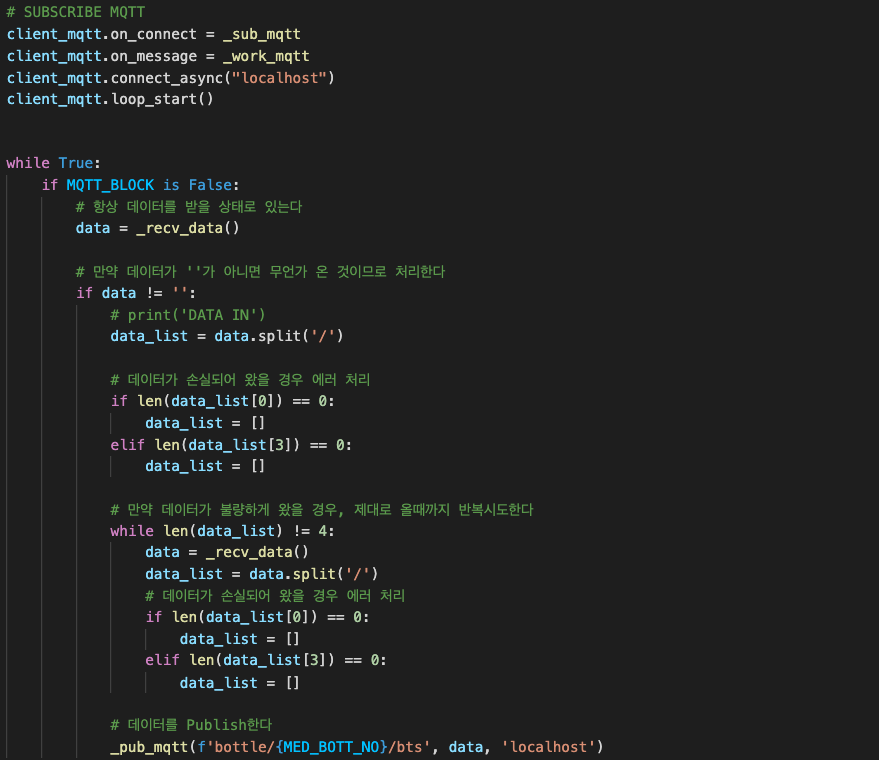 # SUBSCRIBE MQTT
client_mqtt.on_connect = _sub_mqtt
client_mqtt.on_message = _work_mqtt
client_mqtt.connect_async("localhost")
client_mqtt.loop_start()
while True:
    if MQTT_BLOCK is False:
        # 항상 데이터를 받을 상태로 있는다
        data = _recv_data()
        # 만약 데이터가 ''가 아니면 무언가 온 것이므로 처리한다
        if data != '':
            # print('DATA IN')
            data_list = data.split('/')
            # 데이터가 손실되어 왔을 경우 에러 처리
            if len(data_list[0]) == 0:
                data_list = []
            elif len(data_list[3]) == 0:
                data_list = []
            # 만약 데이터가 불량하게 왔을 경우, 제대로 올때까지 반복시도한다
            while len(data_list) != 4:
                data = _recv_data()
                data_list = data.split('/')
                # 데이터가 손실되어 왔을 경우 에러 처리
                if len(data_list[0]) == 0:
                    data_list = []
                elif len(data_list[3]) == 0:
                    data_list = []
            # 데이터를 Publish한다
            _pub_mqtt(f'bottle/{MED_BOTT_NO}/bts', data, 'localhost')